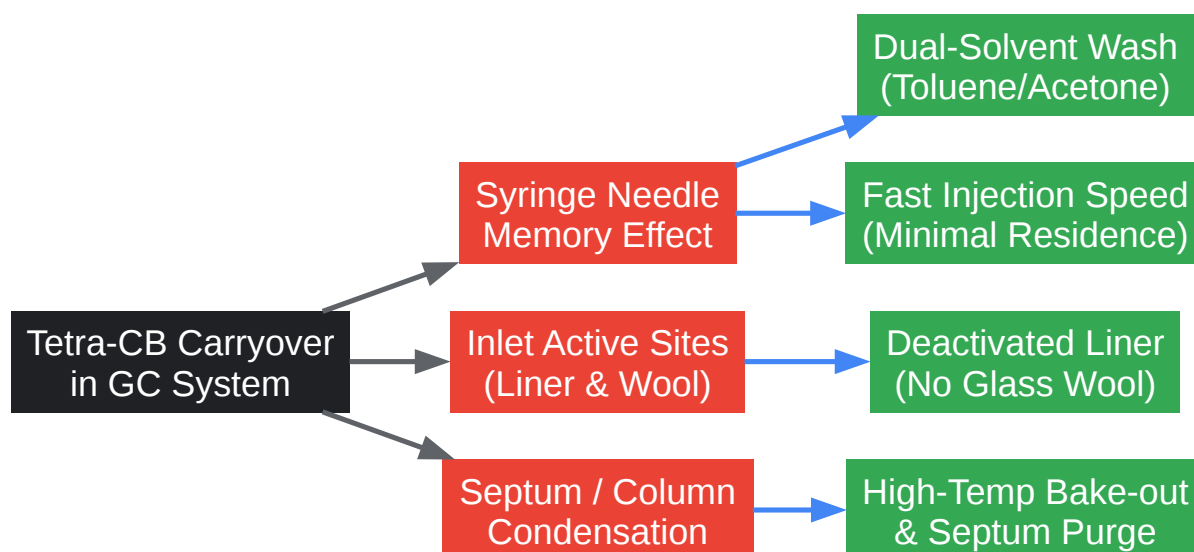 Tetra-CB Carryover
in GC System
Syringe Needle
Memory Effect
Inlet Active Sites
(Liner & Wool)
Septum / Column
Condensation
Dual-Solvent Wash
(Toluene/Acetone)
Fast Injection Speed
(Minimal Residence)
Deactivated Liner
(No Glass Wool)
High-Temp Bake-out
& Septum Purge